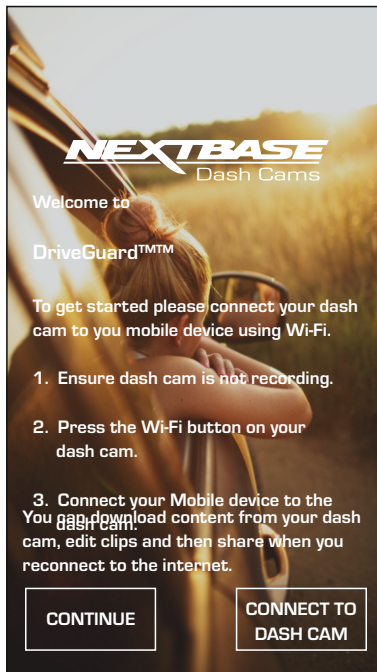 NEXTBASE
Dash Cams
Welcome to
DriveGuard™™
To get started please connect your dash
cam to you mobile device using Wi-Fi.
1. Ensure dash cam is not recording.
2. Press the Wi-Fi button on your
dash cam.
3. Connect your Mobile device to the
dash cam.
You can download content from your dash
cam, edit clips and then share when you
reconnect to the internet.
CONTINUE
CONNECT TO
DASH CAM